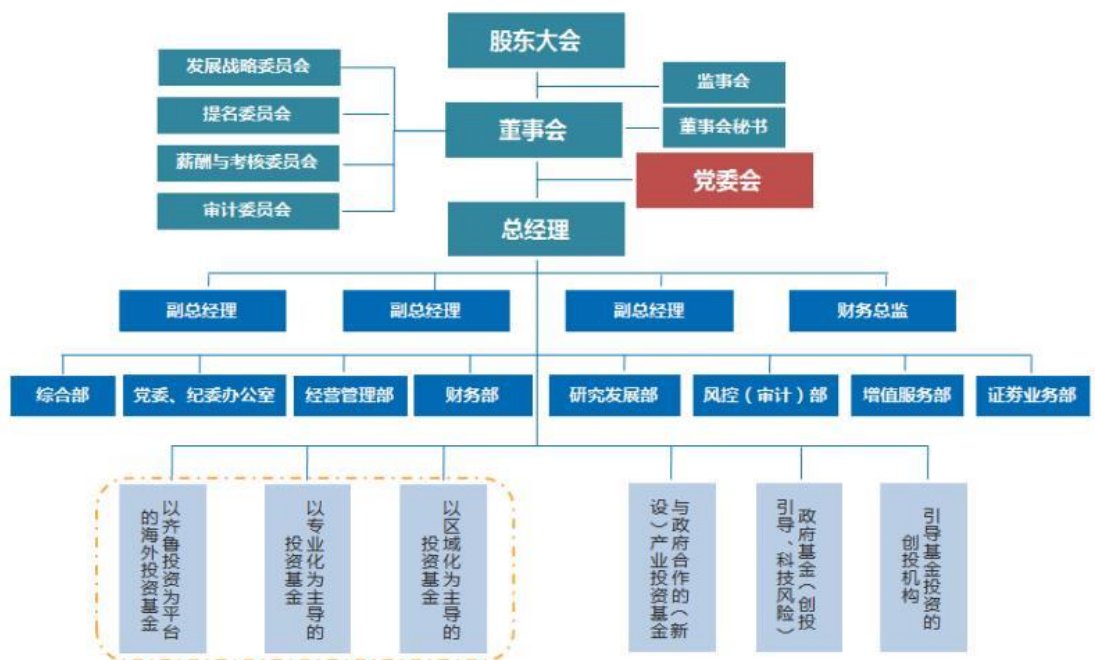 股东大会
发展战略委员会
监事会
提名委员会
董事会
董事会秘书
薪酬与考核委员会
党委会
审计委员会
总经理
副总经理
副总经理
副总经理
财务总监
综合部
党委、纪委办公室
经营管理部
财务部
研究发展部
风控（审计）部
增值服务部
证券业务部
以齐鲁投资为平台
的海外投资基金
以专业化为主导的
投资基金
以区域化为主导的
投资基金
与政府合作的（新
设）产业投资基金
政府基金（创投
引导、科技风险）
引导基金投资的
创投机构